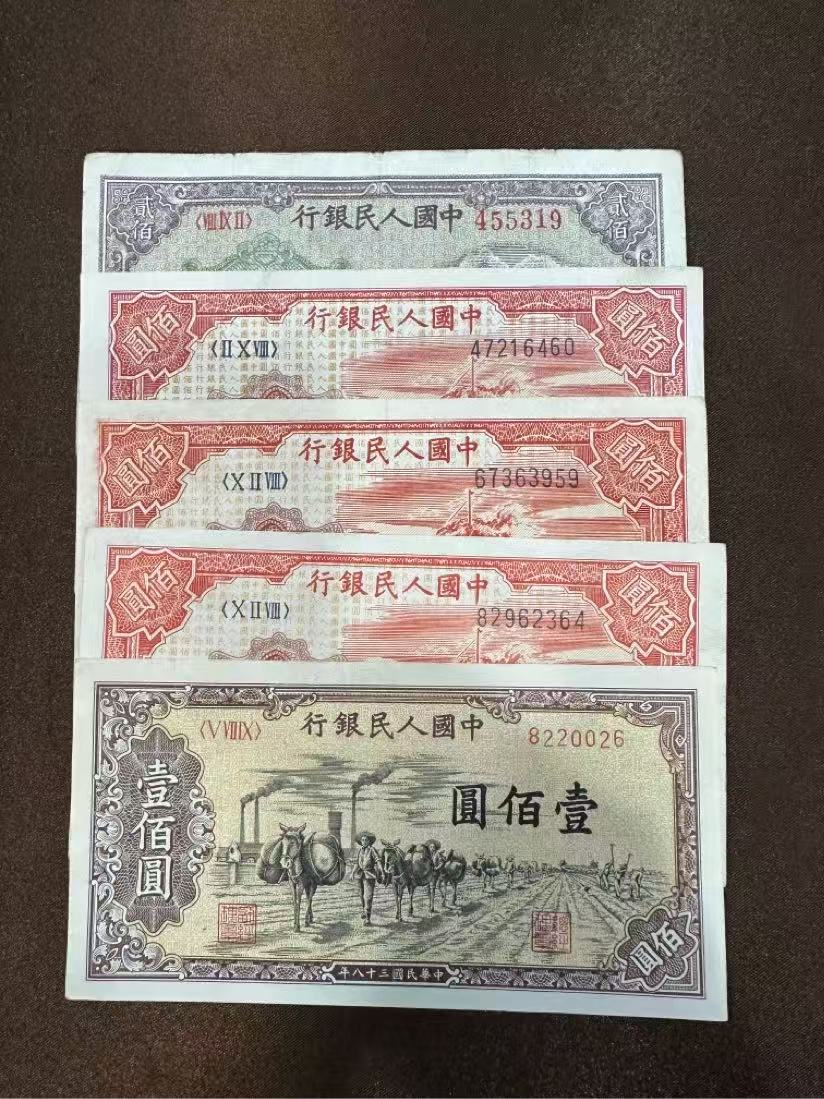 貳佰
〈VIII IX II〉
中國人民銀行
455319
貳佰
佰圓
中國人民銀行
佰圓
〈II X VIII〉
47216460
佰圓
中國人民銀行
佰圓
〈X II VIII〉
67363959
佰圓
中國人民銀行
佰圓
〈X II VIII〉
82962364
〈V VIII IX〉
中國人民銀行
8220026
壹佰圓
壹佰圓
佰圓
中華民國三十八年